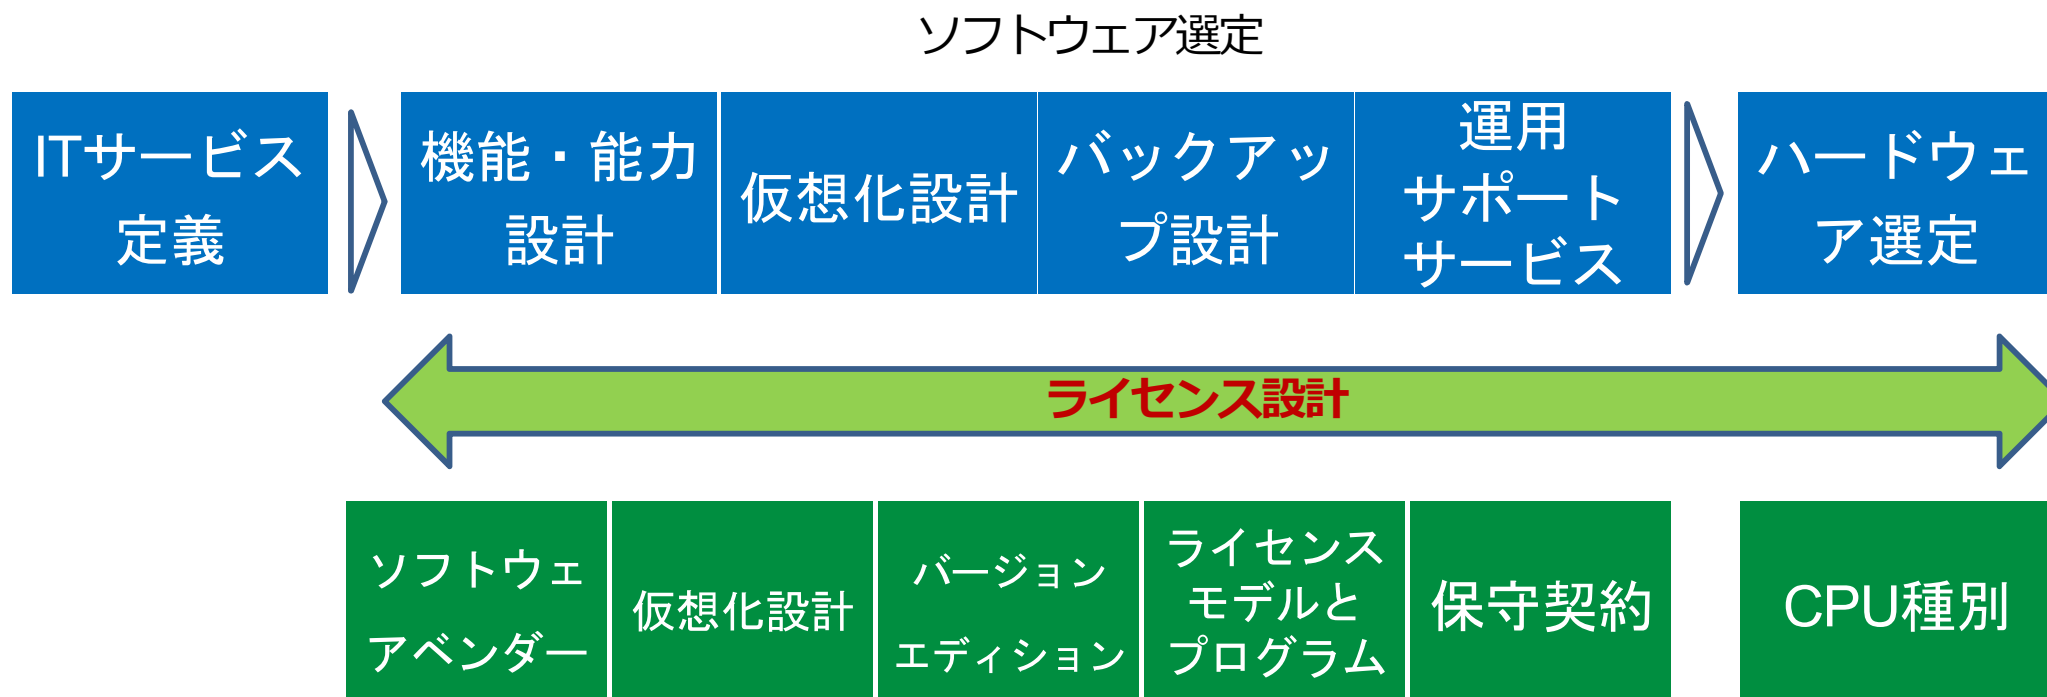 ソフトウェア選定
ITサービス
定義
機能・能力
設計
仮想化設計
バックアッ
プ設計
運用
サポート
サービス
ハードウェ
ア選定
ライセンス設計
ソフトウェ
アベンダー
仮想化設計
バージョン
エディション
ライセンス
モデルと
プログラム
保守契約
CPU種別